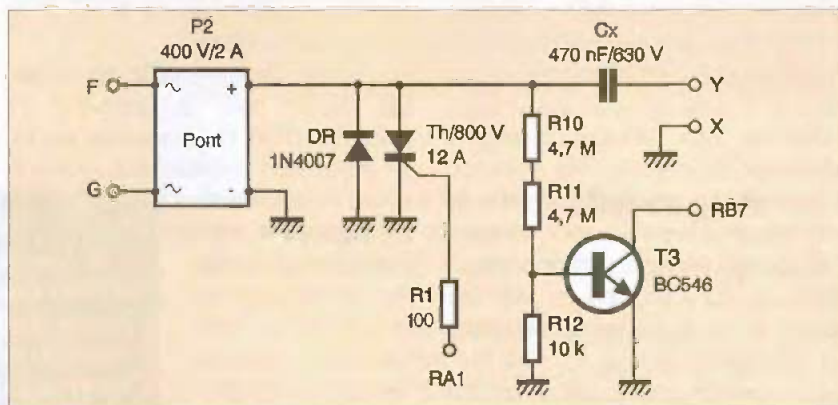 P2
400 V/2 A
Cx
470 nF/630 V
F
∼
+
Pont
G
∼
-
DR
1N4007
Th/800 V
12 A
R10
4,7 M
R11
4,7 M
R12
10 k
R1
100
RA1
Y
X
RB7
T3
BC546